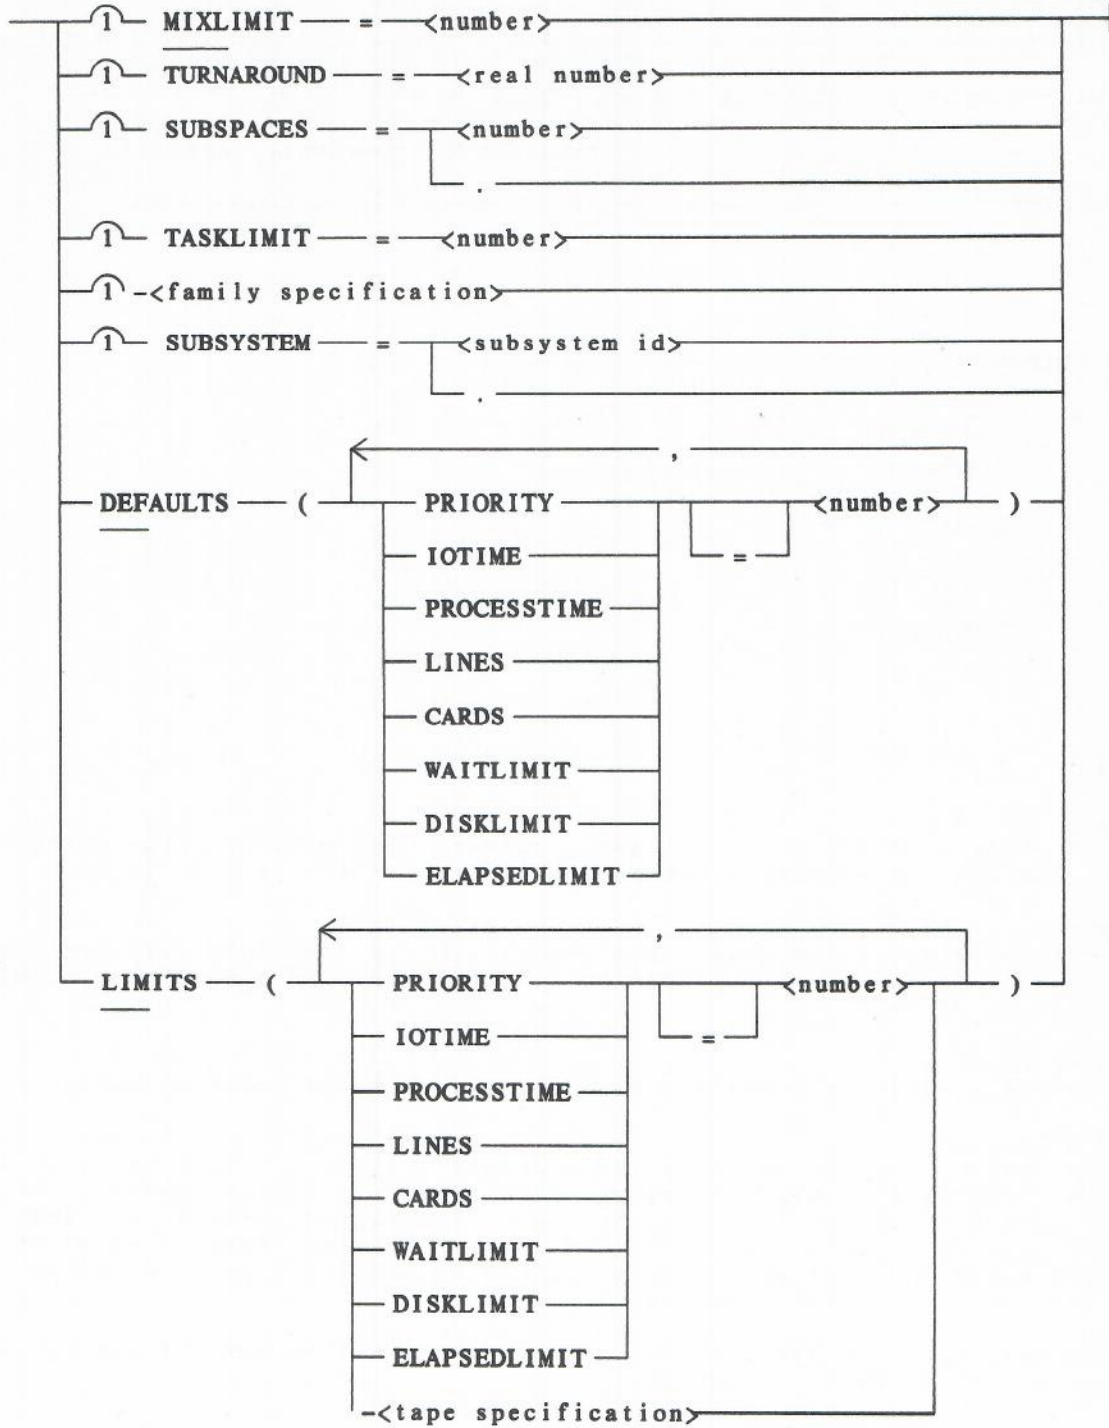 1 MIXLIMIT = <number>
1 TURNAROUND = <real number>
1 SUBSPACES = <number>
.
1 TASKLIMIT = <number>
1 -<family specification>
1 SUBSYSTEM = <subsystem id>
.
,
DEFAULTS ( PRIORITY <number> )
IOTIME =
PROCESSTIME
LINES
CARDS
WAITLIMIT
DISKLIMIT
ELAPSEDLIMIT
,
LIMITS ( PRIORITY <number> )
IOTIME =
PROCESSTIME
LINES
CARDS
WAITLIMIT
DISKLIMIT
ELAPSEDLIMIT
-<tape specification>